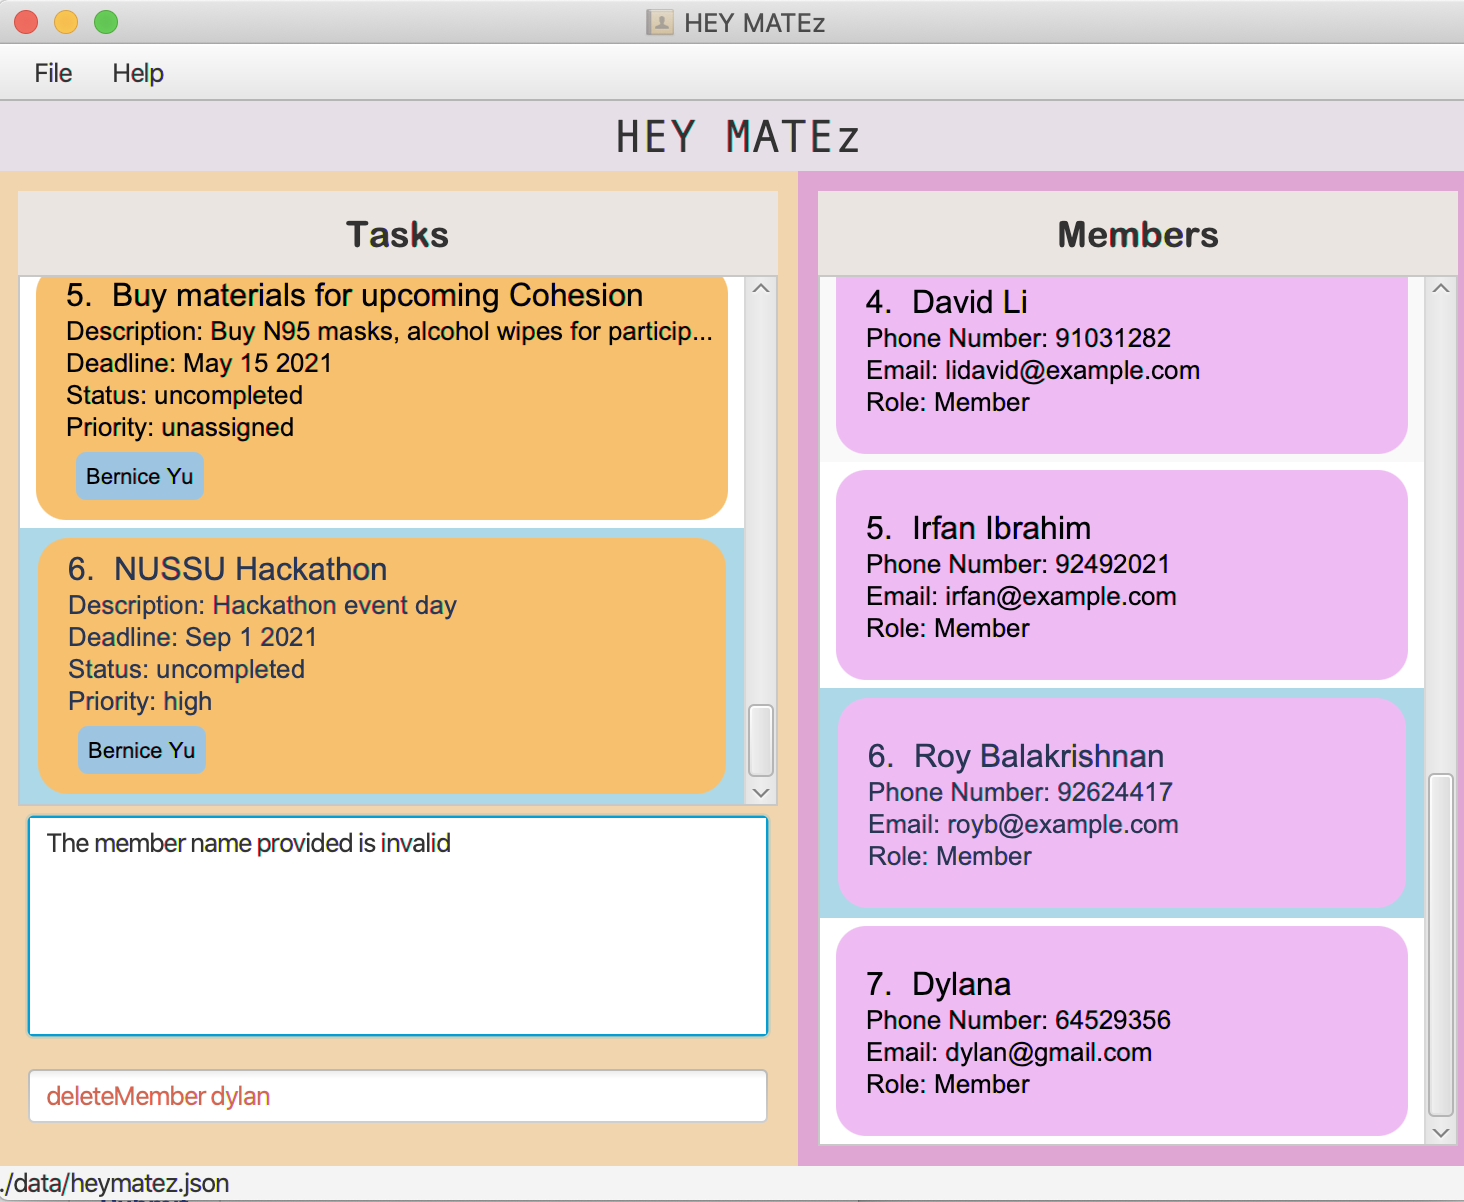 HEY MATEz
File Help
HEY MATEz
Tasks
5. Buy materials for upcoming Cohesion
Description: Buy N95 masks, alcohol wipes for particip...
Deadline: May 15 2021
Status: uncompleted
Priority: unassigned
Bernice Yu
6. NUSSU Hackathon
Description: Hackathon event day
Deadline: Sep 1 2021
Status: uncompleted
Priority: high
Bernice Yu
The member name provided is invalid
deleteMember dylan
Members
4. David Li
Phone Number: 91031282
Email: lidavid@example.com
Role: Member
5. Irfan Ibrahim
Phone Number: 92492021
Email: irfan@example.com
Role: Member
6. Roy Balakrishnan
Phone Number: 92624417
Email: royb@example.com
Role: Member
7. Dylana
Phone Number: 64529356
Email: dylan@gmail.com
Role: Member
./data/heymatez.json